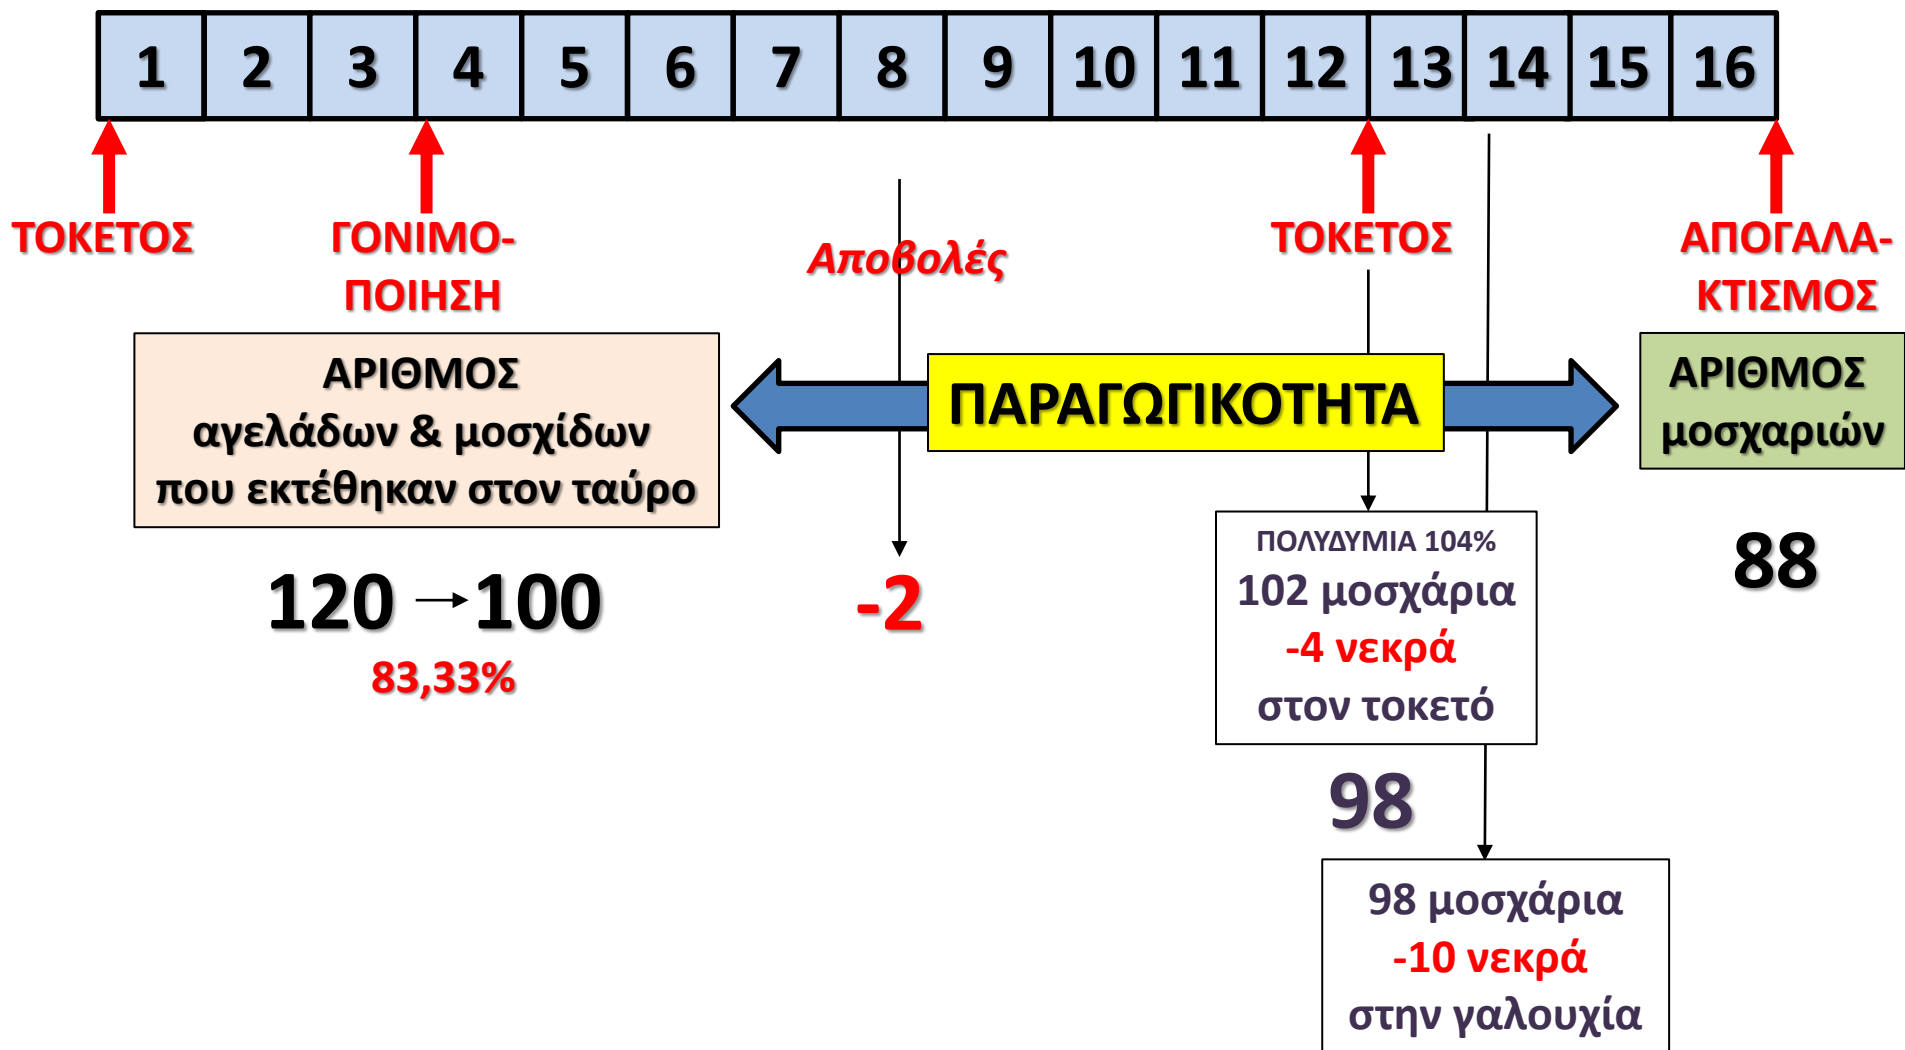 1 2 3 4 5 6 7 8 9 10 11 12 13 14 15 16
ΤΟΚΕΤΟΣ
ΓΟΝΙΜΟ-
ΠΟΙΗΣΗ
Αποβολές
ΤΟΚΕΤΟΣ
ΑΠΟΓΑΛΑ-
ΚΤΙΣΜΟΣ
ΑΡΙΘΜΟΣ
αγελάδων & μοσχίδων
που εκτέθηκαν στον ταύρο
ΠΑΡΑΓΩΓΙΚΟΤΗΤΑ
ΑΡΙΘΜΟΣ
μοσχαριών
120 → 100
83,33%
-2
ΠΟΛΥΔΥΜΙΑ 104%
102 μοσχάρια
-4 νεκρά
στον τοκετό
88
98
98 μοσχάρια
-10 νεκρά
στην γαλουχία